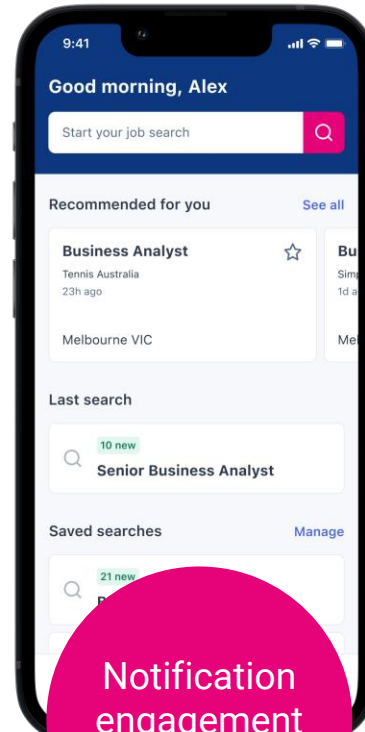 9:41
Good morning, Alex
Start your job search
Recommended for you See all
Business Analyst
Tennis Australia
23h ago
Melbourne VIC
Last search
10 new
Senior Business Analyst
Saved searches Manage
21 new
Notification
engagement